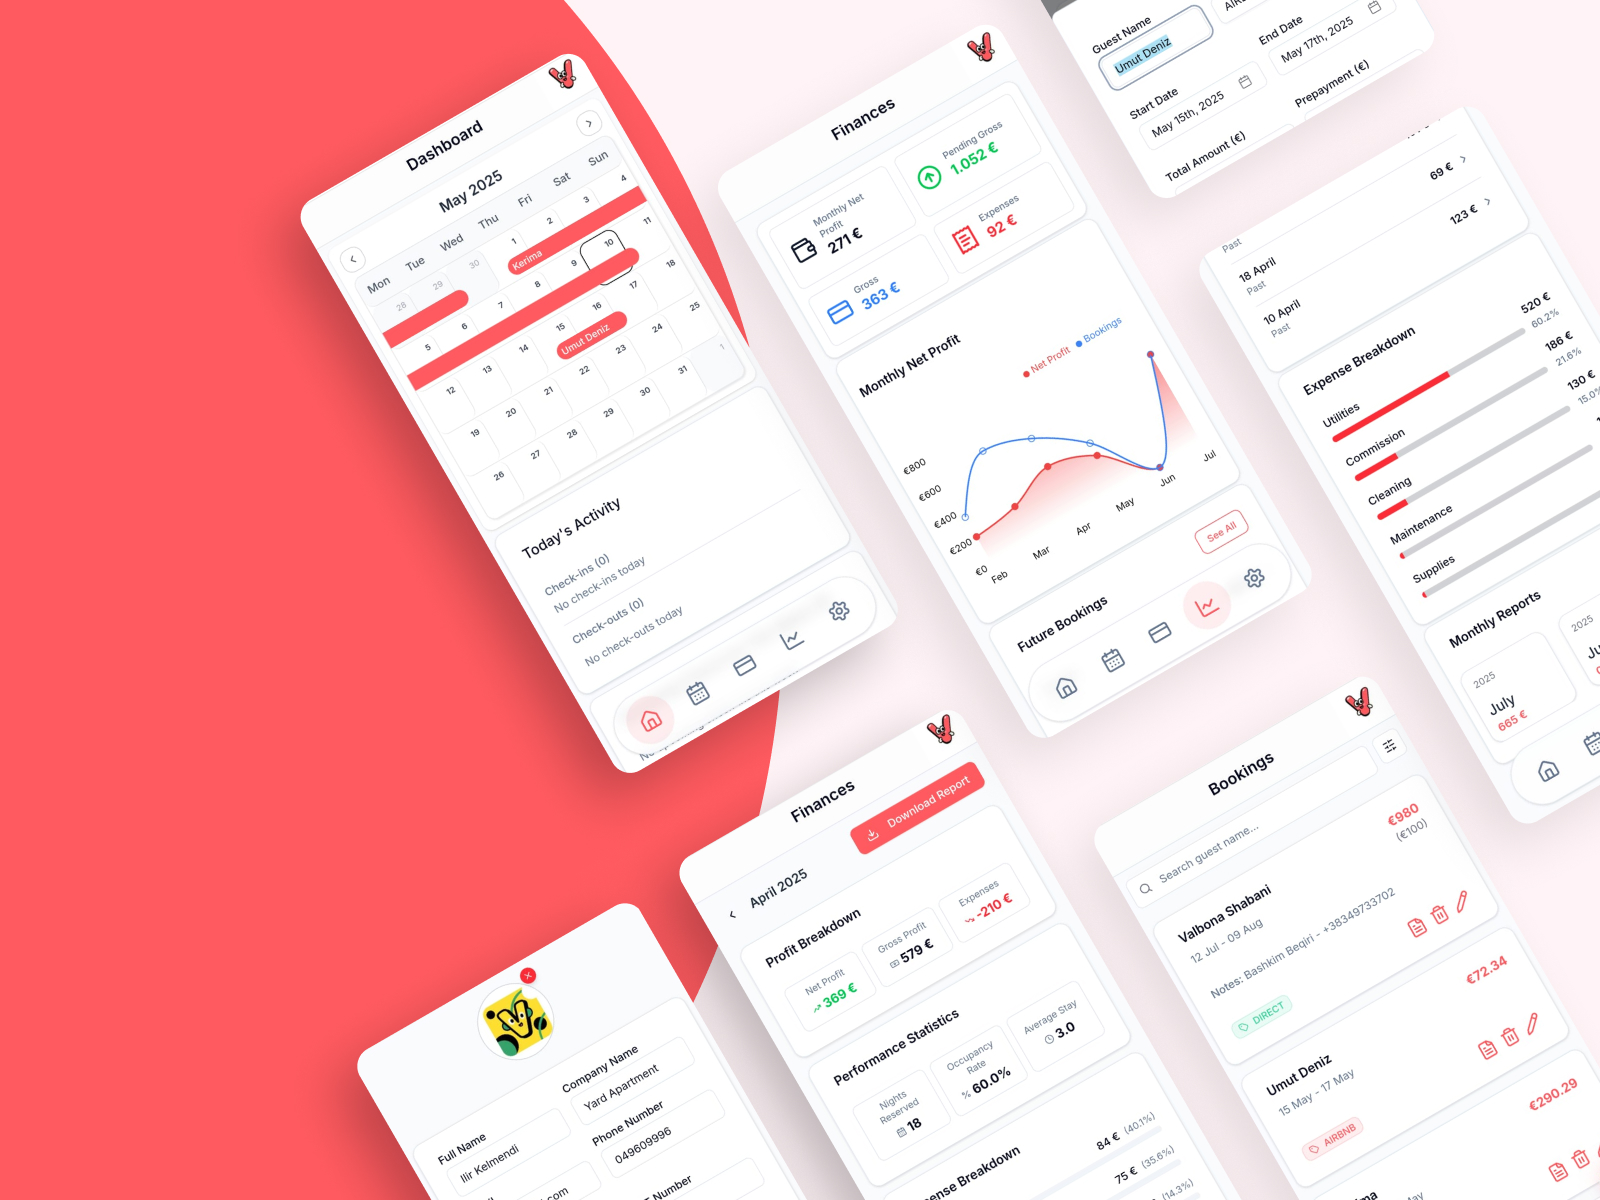 Dashboard
May 2025
Mon Tue Wed Thu Fri Sat Sun
28 29 30 1 2 3 4
Kerima
5 6 7 8 9 10 11
12 13 14 15 16 17 18
Umut Deniz
19 20 21 22 23 24 25
26 27 28 29 30 31 1
Today's Activity
Check-ins (0)
No check-ins today
Check-outs (0)
No check-outs today
Finances
Monthly Net Profit
271 €
Pending Gross
1.052 €
Gross
363 €
Expenses
92 €
Monthly Net Profit
Net Profit Bookings
€800
€600
€400
€200
€0
Feb Mar Apr May Jun Jul
Future Bookings
See All
Guest Name
Umut Deniz
Start Date
May 15th, 2025
End Date
May 17th, 2025
Total Amount (€)
Prepayment (€)
Past
69 €
18 April
Past
123 €
10 April
Past
Expense Breakdown
Utilities
520 €
60.2%
Commission
186 €
21.6%
Cleaning
130 €
15.0%
Maintenance
Supplies
Monthly Reports
2025
July
665 €
2025
Finances
Download Report
April 2025
Profit Breakdown
Net Profit
369 €
Gross Profit
579 €
Expenses
-210 €
Performance Statistics
Nights Reserved
18
Occupancy Rate
% 60.0%
Average Stay
3.0
ense Breakdown
84 € (40.1%)
75 € (35.6%)
(14.3%)
Bookings
Search guest name...
Valbona Shabani
12 Jul - 09 Aug
€980
(€100)
Notes: Bashkim Beqiri - +38349733702
DIRECT
Umut Deniz
15 May - 17 May
€72.34
AIRBNB
€290.29
Full Name
Ilir Kelmendi
Company Name
Yard Apartment
Phone Number
049609996
.com
Number